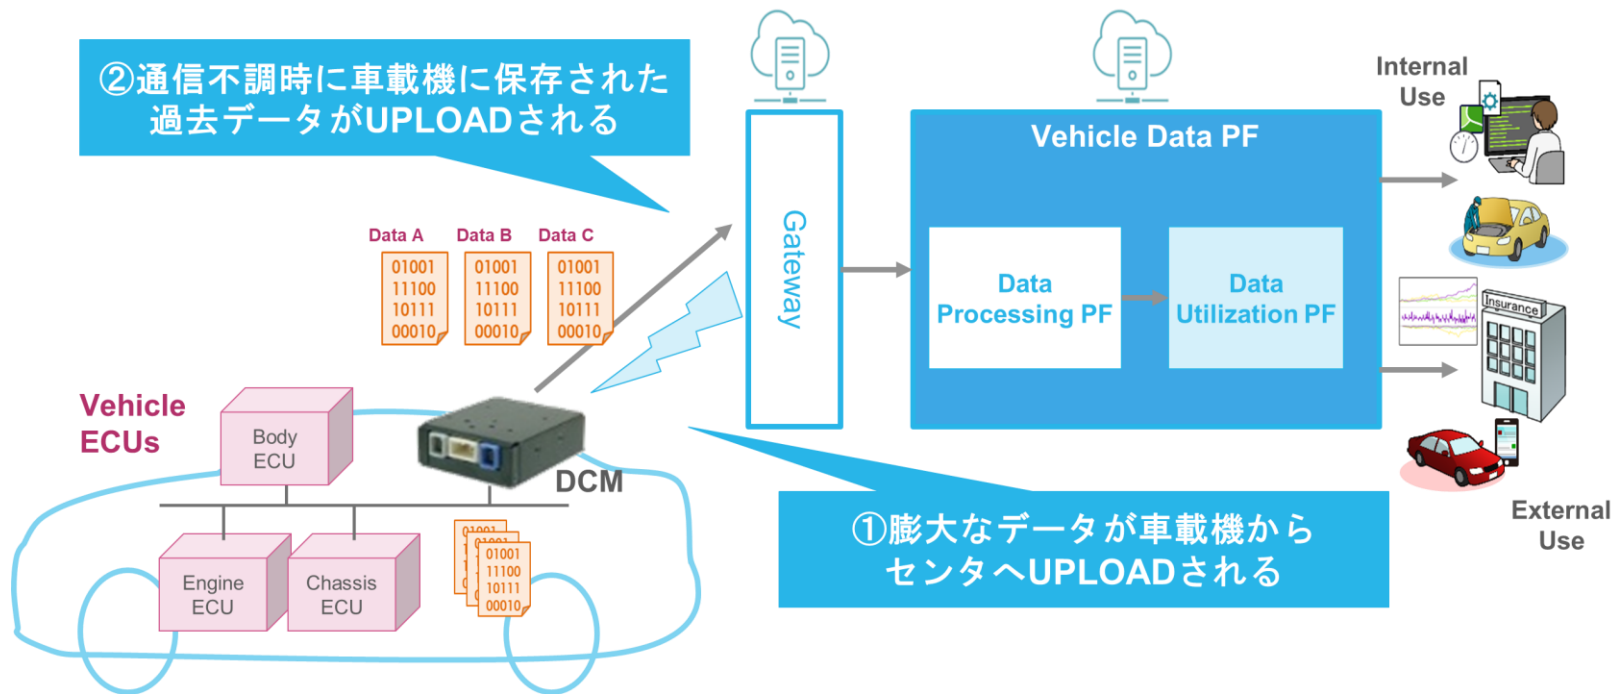 ②通信不調時に車載機に保存された
過去データがUPLOADされる
Internal
Use
Vehicle Data PF
Gateway
Data A
Data B
Data C
01001
11100
10111
00010
01001
11100
10111
00010
01001
11100
10111
00010
Data
Processing PF
Data
Utilization PF
Insurance
Vehicle
ECUs
Body
ECU
DCM
①膨大なデータが車載機から
センタへUPLOADされる
External
Use
Engine
ECU
Chassis
ECU
01001
01001
01001
11100
10111
00010